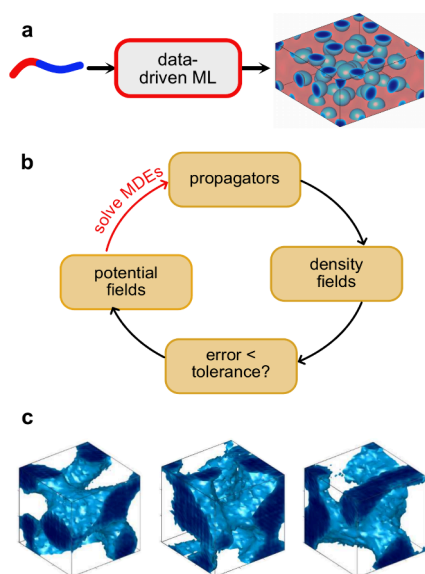 a
data-
driven ML
b
propagators
solve MDEs
potential
fields
density
fields
error <
tolerance?
c